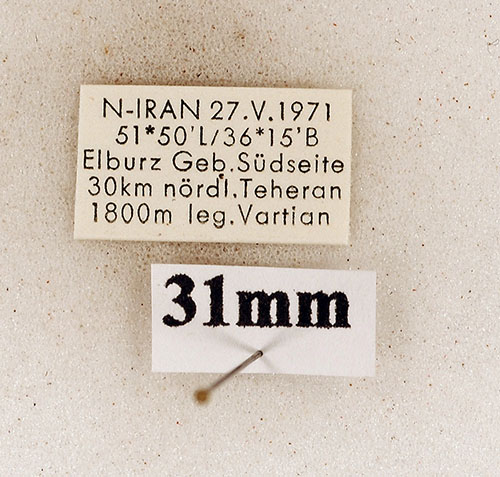 N-IRAN 27.V.1971
51*50'L/36*15'B
Elburz Geb.Südseite
30km nördl.Teheran
1800m leg.Vartian
31mm